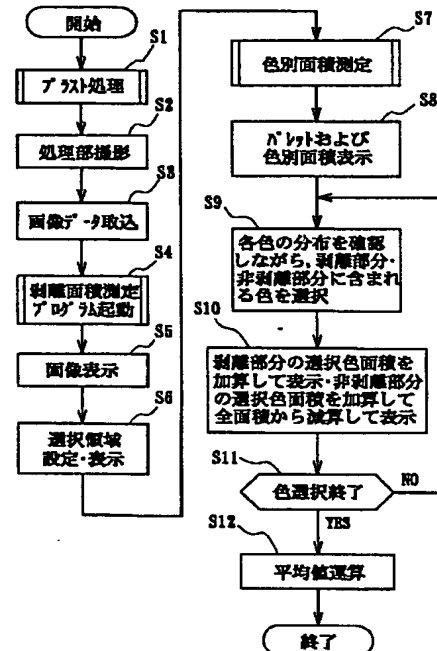 開始
S1
ブラスト処理
S2
処理部撮影
S3
画像データ取込
S4
剥離面積測定
プログラム起動
S5
画像表示
S6
選択領域
設定・表示
S7
色別面積測定
S8
パレットおよび
色別面積表示
S9
各色の分布を確認
しながら、剥離部分・
非剥離部分に含まれ
る色を選択
S10
剥離部分の選択色面積を
加算して表示・非剥離部分
の選択色面積を加算して
全面積から減算して表示
S11
色選択終了
NO
YES
S12
平均値運算
終了